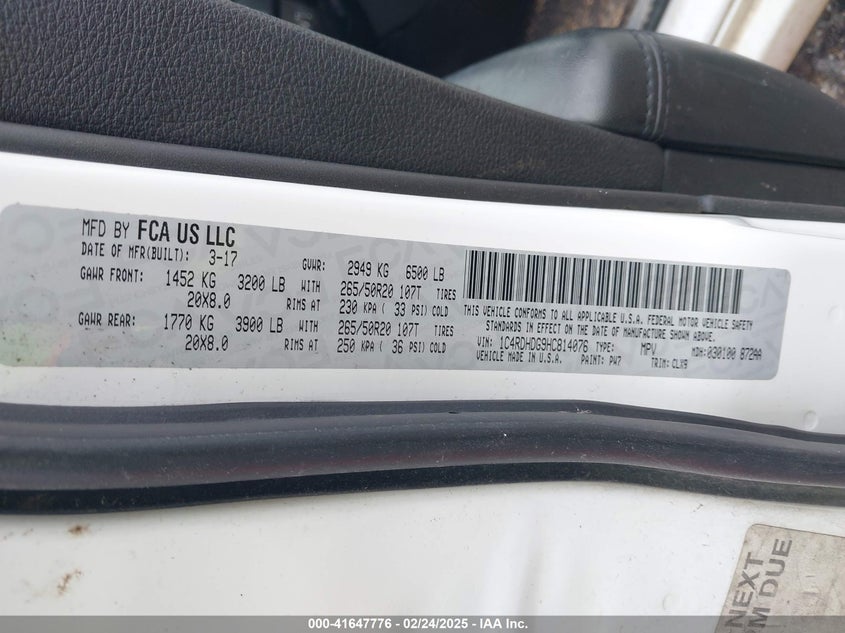 MFD BY FCA US LLC
DATE OF MFR(BUILT): 3-17 GVWR: 2949 KG 6500 LB
GAWR FRONT: 1452 KG 3200 LB WITH 265/50R20 107T TIRES
20X8.0 RIMS AT 230 KPA ( 33 PSI) COLD
GAWR REAR: 1770 KG 3900 LB WITH 265/50R20 107T TIRES
20X8.0 RIMS AT 250 KPA ( 36 PSI) COLD
THIS VEHICLE CONFORMS TO ALL APPLICABLE U.S.A. FEDERAL MOTOR VEHICLE SAFETY
STANDARDS IN EFFECT ON THE DATE OF MANUFACTURE SHOWN ABOVE.
VIN: 1C4RDHDG9HC814076 TYPE: MPV MDH: 030100 872AA
VEHICLE MADE IN U.S.A. PAINT: PW7 TRIM: CLX9
NEXT
DUE
000-41647776 - 02/24/2025 - IAA Inc.